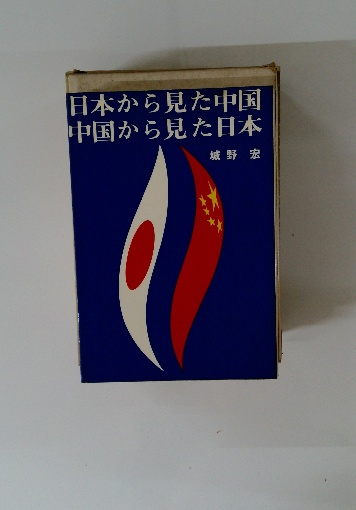 日本から見た中国
中国から見た日本
城野 宏